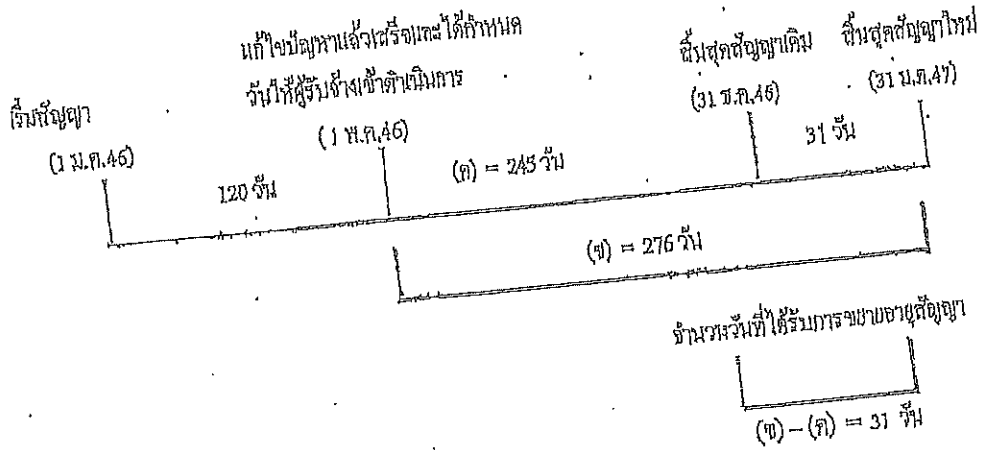 แก้ไขปัญหาแล้วเสร็จและได้กำหนด
วันให้ผู้รับจ้างเข้าดำเนินการ
(1 พ.ค.46)
เริ่มสัญญา
(1 ม.ค.46)
สิ้นสุดสัญญาเดิม
(31 ธ.ค.46)
สิ้นสุดสัญญาใหม่
(31 ม.ค.47)
120 วัน
(ค) = 245 วัน
31 วัน
(ข) = 276 วัน
จำนวนวันที่ได้รับการขยายอายุสัญญา
(ข) – (ค) = 31 วัน